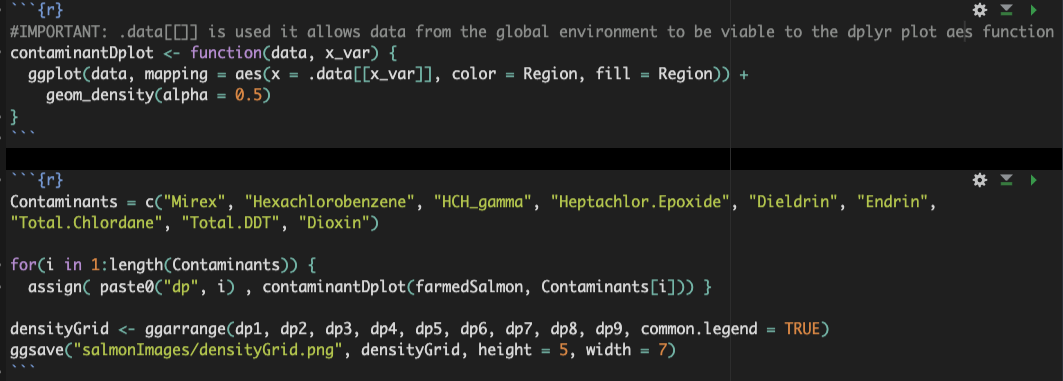 ```{r}
#IMPORTANT: .data[[]] is used it allows data from the global environment to be viable to the dplyr plot aes function
contaminantDplot <- function(data, x_var) {
  ggplot(data, mapping = aes(x = .data[[x_var]], color = Region, fill = Region)) +
    geom_density(alpha = 0.5)
}
```
```{r}
Contaminants = c("Mirex", "Hexachlorobenzene", "HCH_gamma", "Heptachlor.Epoxide", "Dieldrin", "Endrin",
"Total.Chlordane", "Total.DDT", "Dioxin")
for(i in 1:length(Contaminants)) {
  assign( paste0("dp", i) , contaminantDplot(farmedSalmon, Contaminants[i])) }
densityGrid <- ggarrange(dp1, dp2, dp3, dp4, dp5, dp6, dp7, dp8, dp9, common.legend = TRUE)
ggsave("salmonImages/densityGrid.png", densityGrid, height = 5, width = 7)
```